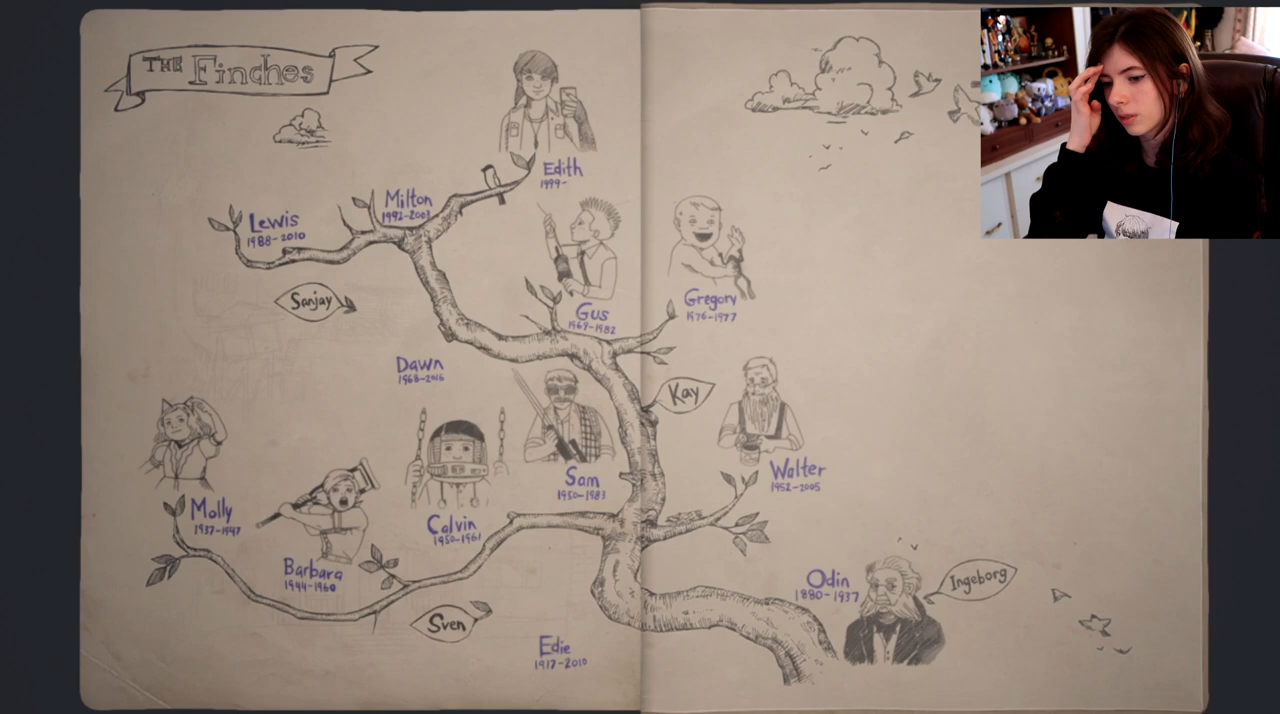 THE Finches
Edith
1999-
Milton
1992-2003
Lewis
1988-2010
Sanjay
Gus
1969-1982
Gregory
1976-1977
Dawn
1968-2016
Kay
Sam
1950-1983
Walter
1952-2005
Molly
1937-1947
Calvin
1950-1961
Barbara
1944-1960
Sven
Odin
1880-1937
Ingeborg
Edie
1917-2010